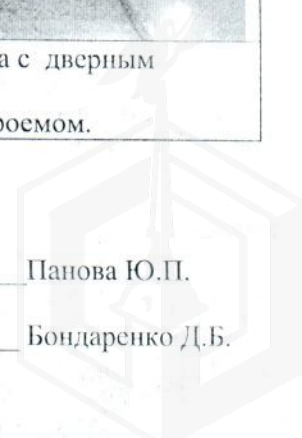 а с дверным
роемом.
Панова Ю.П.
Бондаренко Д.Б.